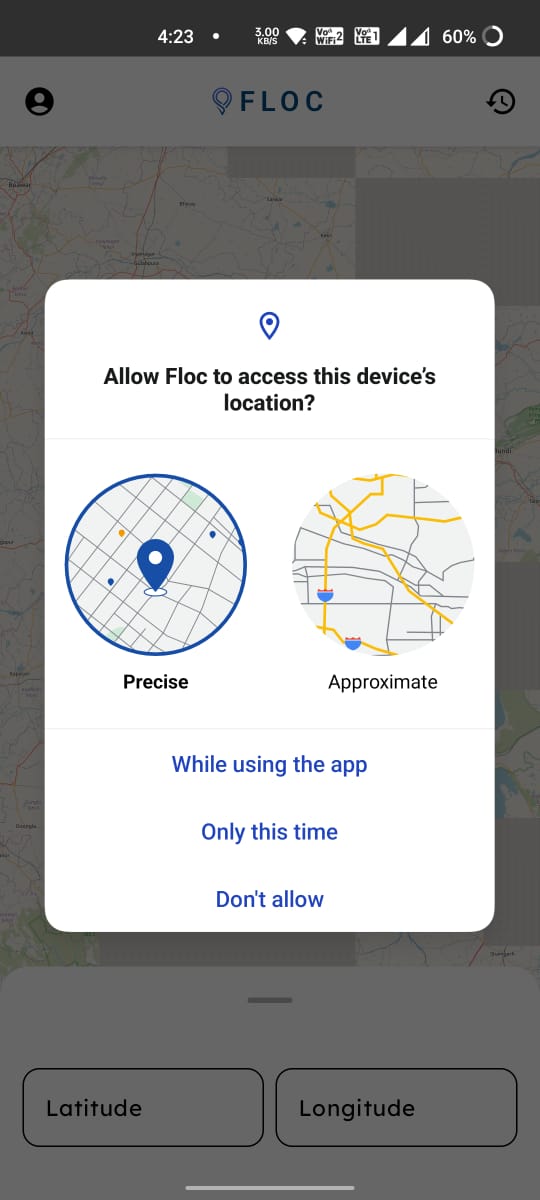 4:23
3.00
KB/S
Vo
WiFi 2
Vo
LTE 1
60%
FLOC
Allow Floc to access this device's
location?
Precise
Approximate
While using the app
Only this time
Don't allow
Latitude
Longitude